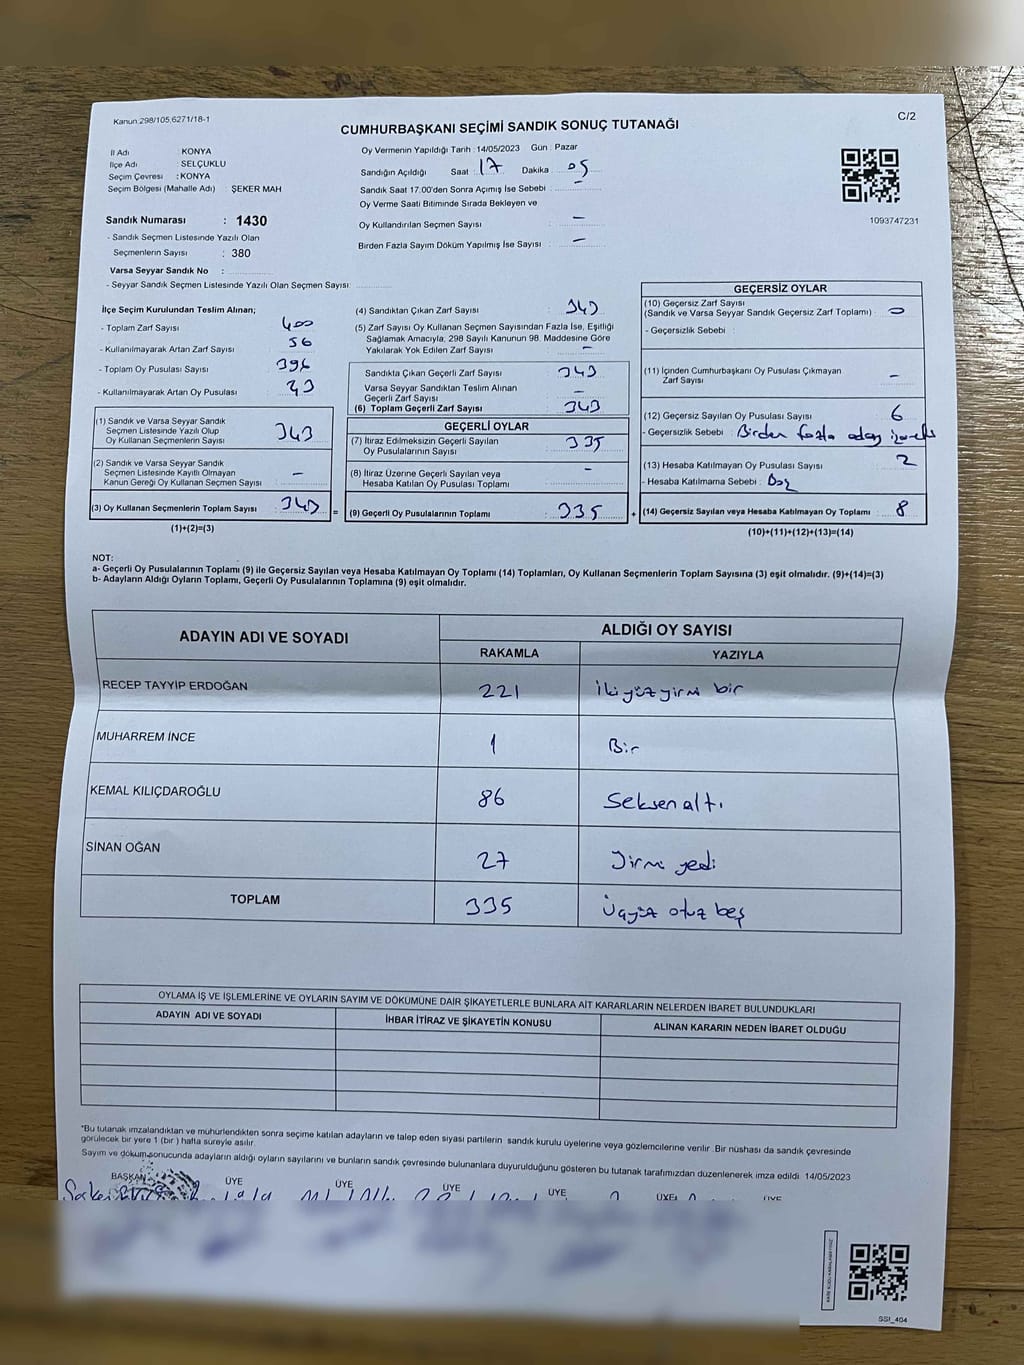 Kanun:298/105,6271/18-1
C/2
CUMHURBAŞKANI SEÇİMİ SANDIK SONUÇ TUTANAĞI
İl Adı : KONYA
İlçe Adı : SELÇUKLU
Seçim Çevresi : KONYA
Seçim Bölgesi (Mahalle Adı) : ŞEKER MAH
Sandık Numarası : 1430
- Sandık Seçmen Listesinde Yazılı Olan
Seçmenlerin Sayısı : 380
Varsa Seyyar Sandık No :
- Seyyar Sandık Seçmen Listesinde Yazılı Olan Seçmen Sayısı:
Oy Vermenin Yapıldığı Tarih : 14/05/2023 Gün : Pazar
Sandığın Açıldığı Saat : 17 Dakika : 05
Sandık Saat 17.00'den Sonra Açımış İse Sebebi : -
Oy Verme Saati Bitiminde Sırada Bekleyen ve
Oy Kullandırılan Seçmen Sayısı : -
Birden Fazla Sayım Döküm Yapılmış İse Sayısı : -
1093747231
İlçe Seçim Kurulundan Teslim Alınan;
- Toplam Zarf Sayısı : 400
- Kullanılmayarak Artan Zarf Sayısı : 56
- Toplam Oy Pusulası Sayısı : 396
- Kullanılmayarak Artan Oy Pusulası :
(1) Sandık ve Varsa Seyyar Sandık
Seçmen Listesinde Yazılı Olup
Oy Kullanan Seçmenlerin Sayısı : 343
(2) Sandık ve Varsa Seyyar Sandık
Seçmen Listesinde Kayıtlı Olmayan
Kanun Gereği Oy Kullanan Seçmen Sayısı : -
(3) Oy Kullanan Seçmenlerin Toplam Sayısı : 343
(1)+(2)=(3)
(4) Sandıktan Çıkan Zarf Sayısı : 343
(5) Zarf Sayısı Oy Kullanan Seçmen Sayısından Fazla İse, Eşitliği
Sağlamak Amacıyla, 298 Sayılı Kanunun 98. Maddesine Göre
Yakılarak Yok Edilen Zarf Sayısı : -
Sandıkta Çıkan Geçerli Zarf Sayısı : 343
Varsa Seyyar Sandıktan Teslim Alınan
Geçerli Zarf Sayısı : -
(6) Toplam Geçerli Zarf Sayısı : 343
GEÇERLİ OYLAR
(7) İtiraz Edilmeksizin Geçerli Sayılan
Oy Pusulalarının Sayısı : 335
(8) İtiraz Üzerine Geçerli Sayılan veya
Hesaba Katılan Oy Pusulası Toplamı : -
= (9) Geçerli Oy Pusulalarının Toplamı : 335
GEÇERSİZ OYLAR
(10) Geçersiz Zarf Sayısı
(Sandık ve Varsa Seyyar Sandık Geçersiz Zarf Toplamı) : 0
- Geçersizlik Sebebi :
(11) İçinden Cumhurbaşkanı Oy Pusulası Çıkmayan
Zarf Sayısı : -
(12) Geçersiz Sayılan Oy Pusulası Sayısı : 6
- Geçersizlik Sebebi : Birden fazla aday
(13) Hesaba Katılmayan Oy Pusulası Sayısı : 2
- Hesaba Katılmama Sebebi : Boş
+ (14) Geçersiz Sayılan veya Hesaba Katılmayan Oy Toplamı : 8
(10)+(11)+(12)+(13)=(14)
NOT:
a- Geçerli Oy Pusulalarının Toplamı (9) ile Geçersiz Sayılan veya Hesaba Katılmayan Oy Toplamı (14) Toplamları, Oy Kullanan Seçmenlerin Toplam Sayısına (3) eşit olmalıdır. (9)+(14)=(3)
b- Adayların Aldığı Oyların Toplamı, Geçerli Oy Pusulalarının Toplamına (9) eşit olmalıdır.
ADAYIN ADI VE SOYADI
ALDIĞI OY SAYISI
RAKAMLA YAZIYLA
RECEP TAYYİP ERDOĞAN 221 İkiyüzyirmi bir
MUHARREM İNCE 1 Bir
KEMAL KILIÇDAROĞLU 86 Seksenaltı
SİNAN OĞAN 27 Yirmi yedi
TOPLAM 335 Üçyüz otuz beş
OYLAMA İŞ VE İŞLEMLERİNE VE OYLARIN SAYIM VE DÖKÜMÜNE DAİR ŞİKAYETLERLE BUNLARA AİT KARARLARIN NELERDEN İBARET BULUNDUKLARI
ADAYIN ADI VE SOYADI İHBAR İTİRAZ VE ŞİKAYETİN KONUSU ALINAN KARARIN NEDEN İBARET OLDUĞU
*Bu tutanak imzalandıktan ve mühürlendikten sonra seçime katılan adayların ve talep eden siyasi partilerin sandık kurulu üyelerine veya gözlemcilerine verilir. Bir nüshası da sandık çevresinde
görülecek bir yere 1 (bir ) hafta süreyle asılır.
Sayım ve döküm sonucunda adayların aldığı oyların sayılarını ve bunların sandık çevresinde bulunanlara duyurulduğunu gösteren bu tutanak tarafımızdan düzenlenerek imza edildi. 14/05/2023
BAŞKAN ÜYE ÜYE ÜYE ÜYE ÜYE ÜYE
SSI_404